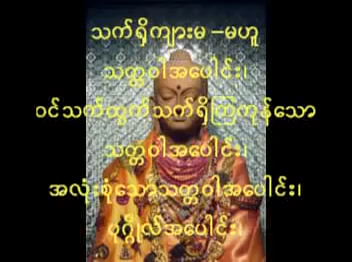 သက်ရှိကျားမ –မဟူ
သတ္တဝါအပေါင်း၊
ဝင်သက်ထွက်သက်ရှိကြကုန်သော
သတ္တဝါအပေါင်း၊
အလုံးစုံသောသတ္တဝါအပေါင်း၊
ပုဂ္ဂိုလ်အပေါင်း၊